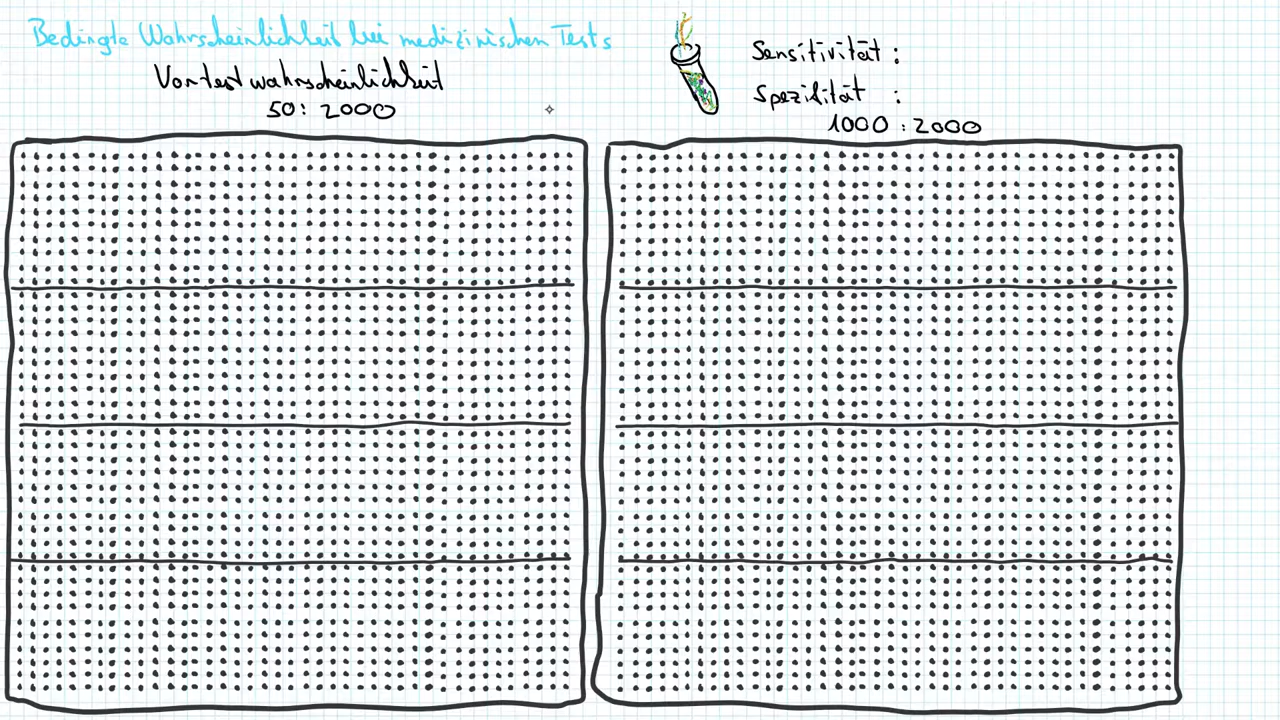 Bedingte Wahrscheinlichkeit bei medizinischen Tests
Vortestwahrscheinlichkeit
50 : 2000
Sensitivität :
Spezifität :
1000 : 2000